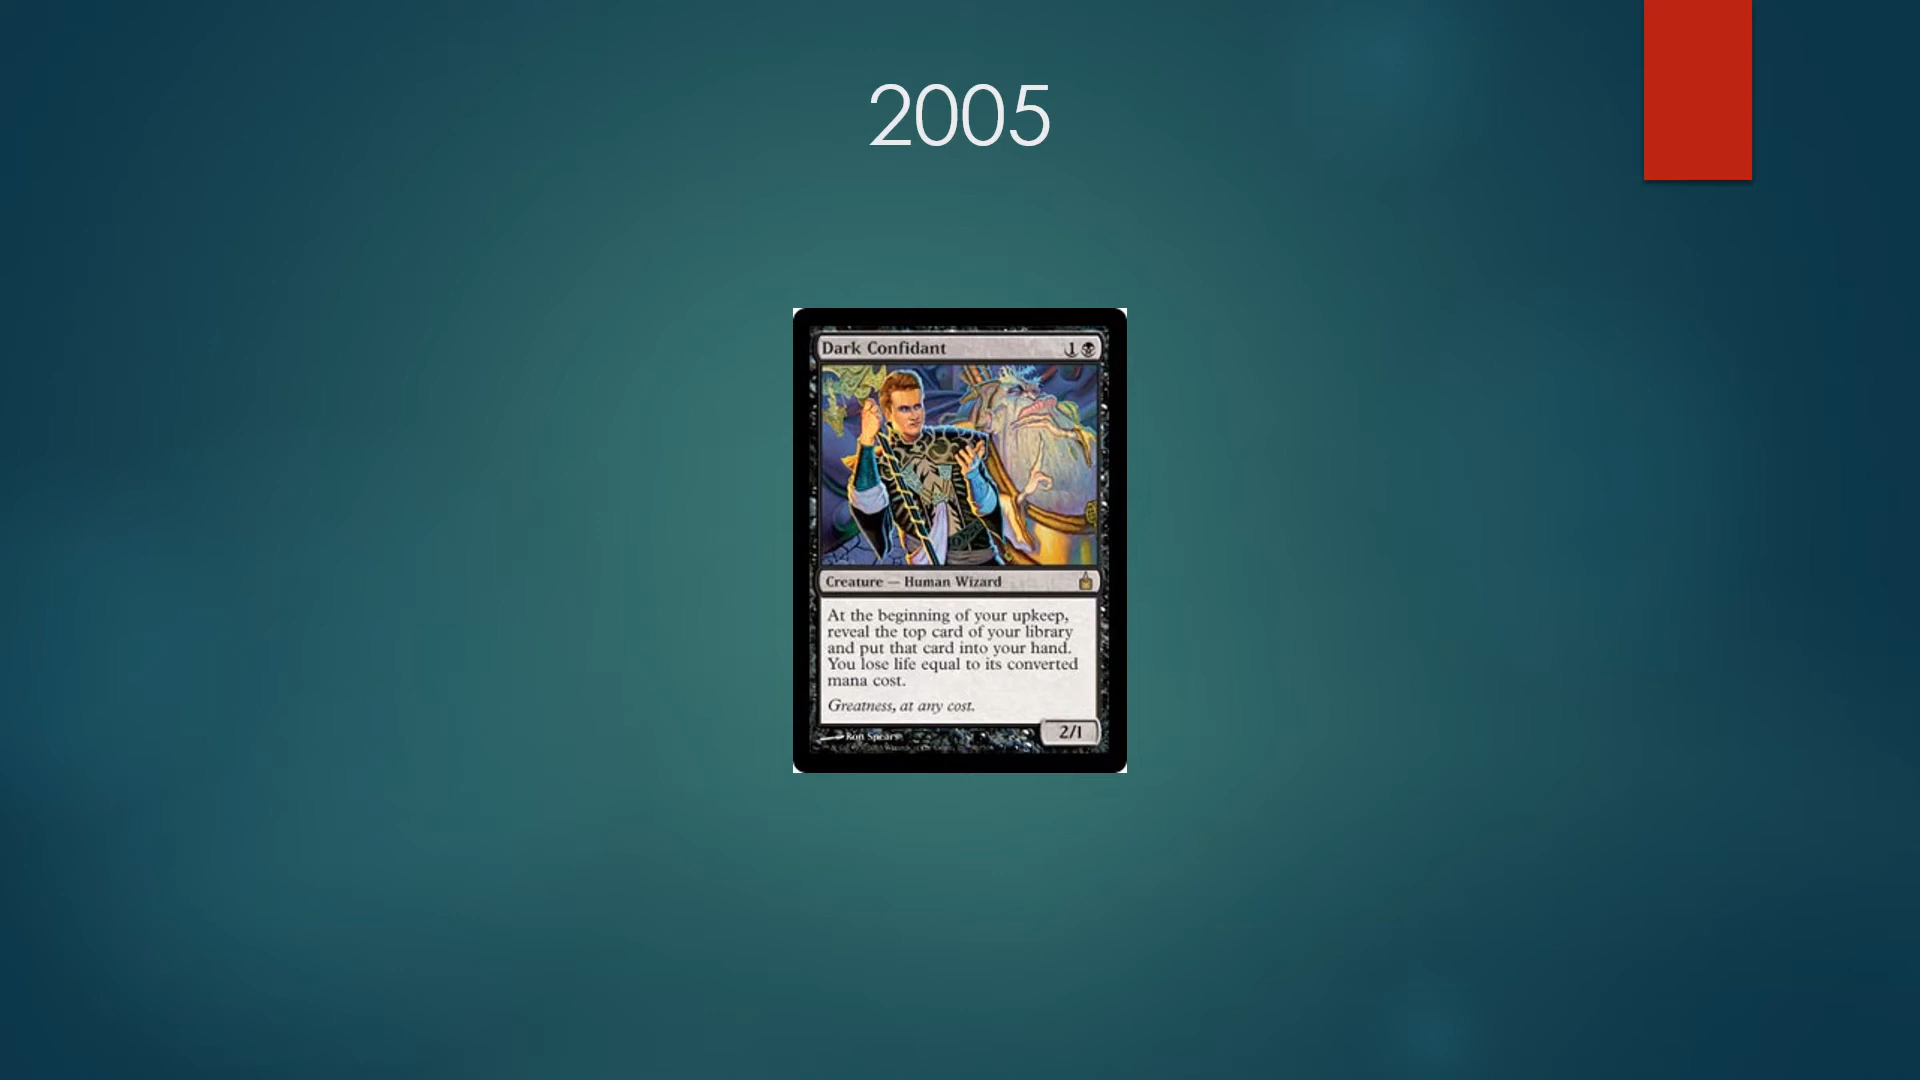 2005
Dark Confidant 1
Creature — Human Wizard
At the beginning of your upkeep,
reveal the top card of your library
and put that card into your hand.
You lose life equal to its converted
mana cost.
Greatness, at any cost.
2/1
Ron Spears